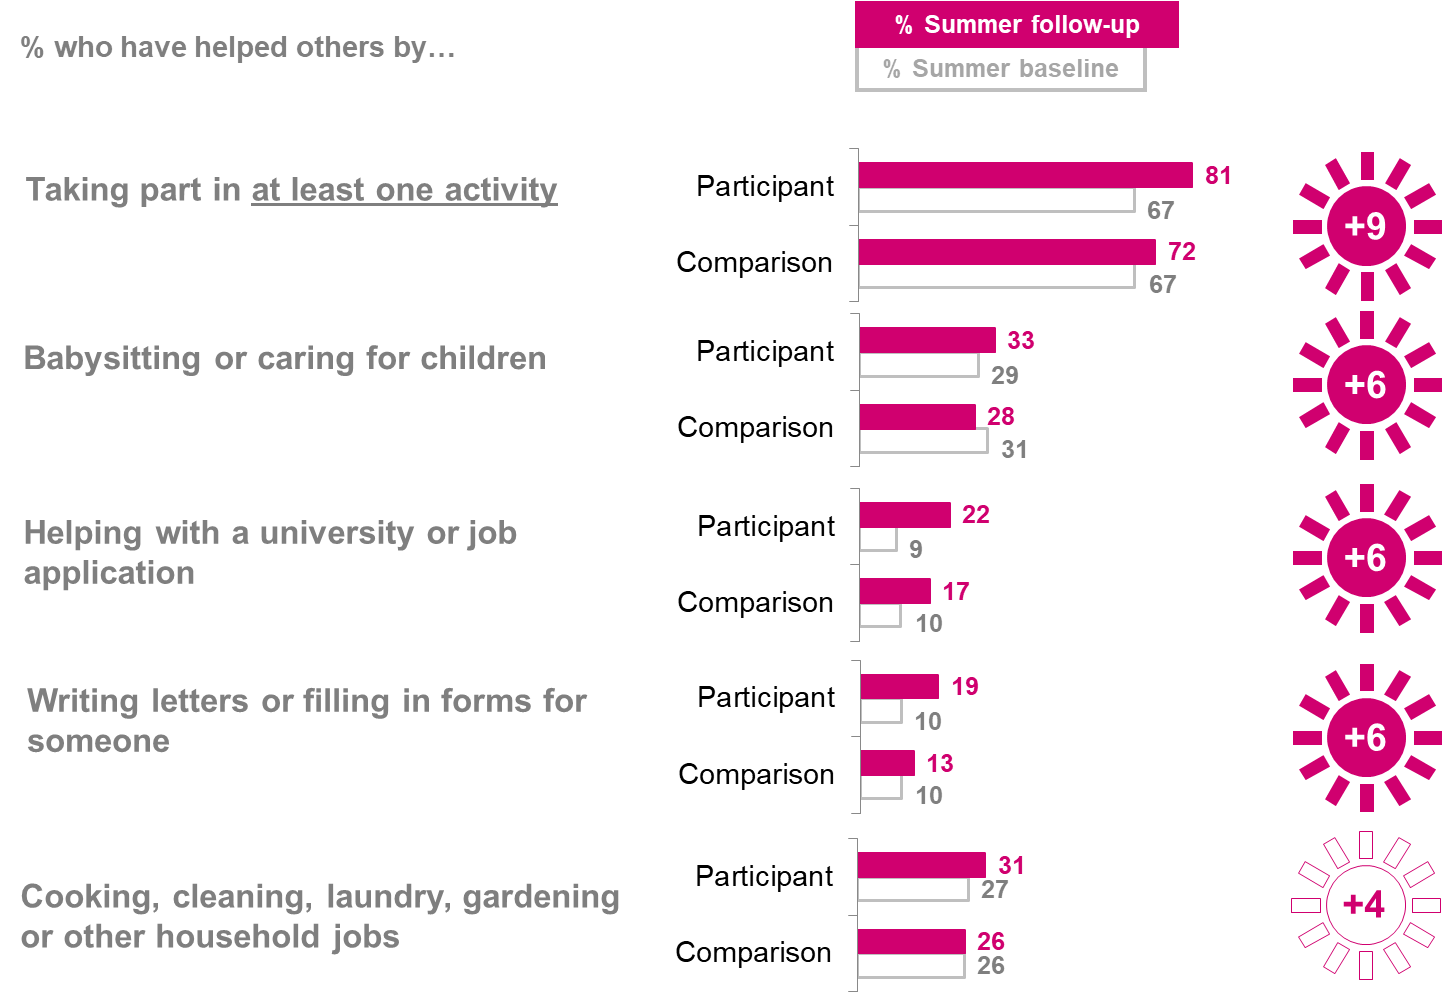 % who have helped others by…
% Summer follow-up
% Summer baseline
Taking part in at least one activity
Participant
81
67
Comparison
72
67
+9
Babysitting or caring for children
Participant
33
29
Comparison
28
31
+6
Helping with a university or job
application
Participant
22
9
Comparison
17
10
+6
Writing letters or filling in forms for
someone
Participant
19
10
Comparison
13
10
+6
Cooking, cleaning, laundry, gardening
or other household jobs
Participant
31
27
Comparison
26
26
+4